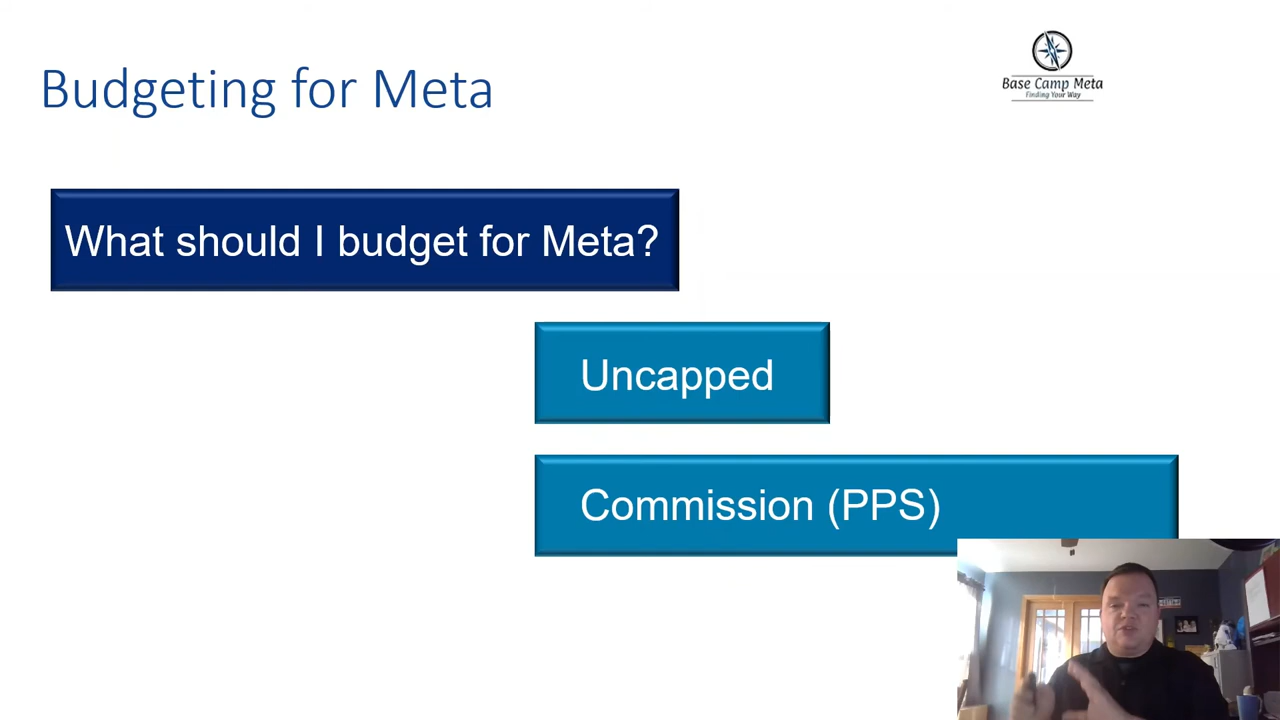 Budgeting for Meta
Base Camp Meta
Finding Your Way
What should I budget for Meta?
Uncapped
Commission (PPS)